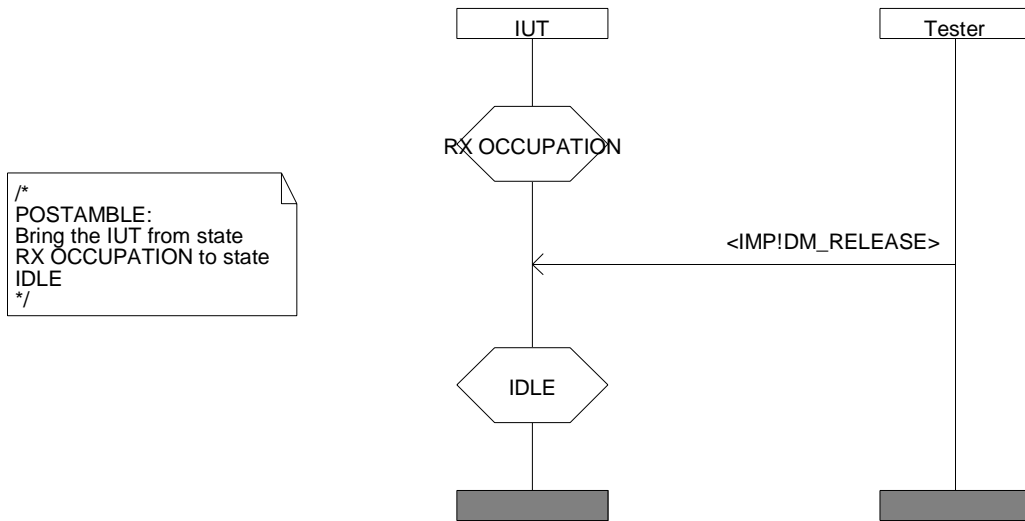 IUT
Tester
RX OCCUPATION
/*
POSTAMBLE:
Bring the IUT from state
RX OCCUPATION to state
IDLE
*/
<IMP!DM_RELEASE>
IDLE